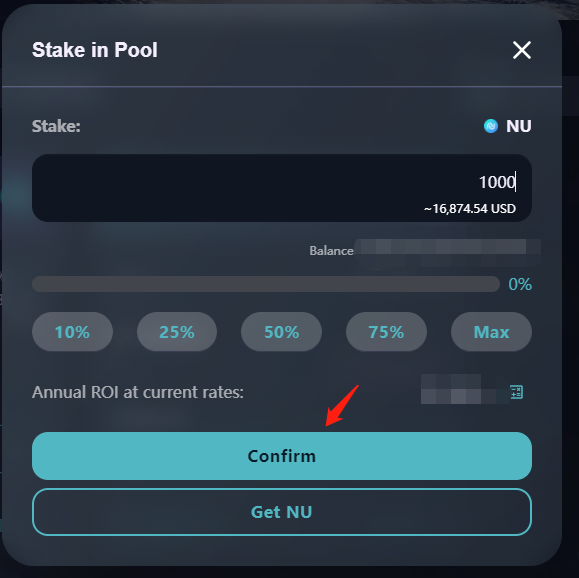 Stake in Pool
Stake: NU
1000
~16,874.54 USD
Balance
0%
10% 25% 50% 75% Max
Annual ROI at current rates:
Confirm
Get NU